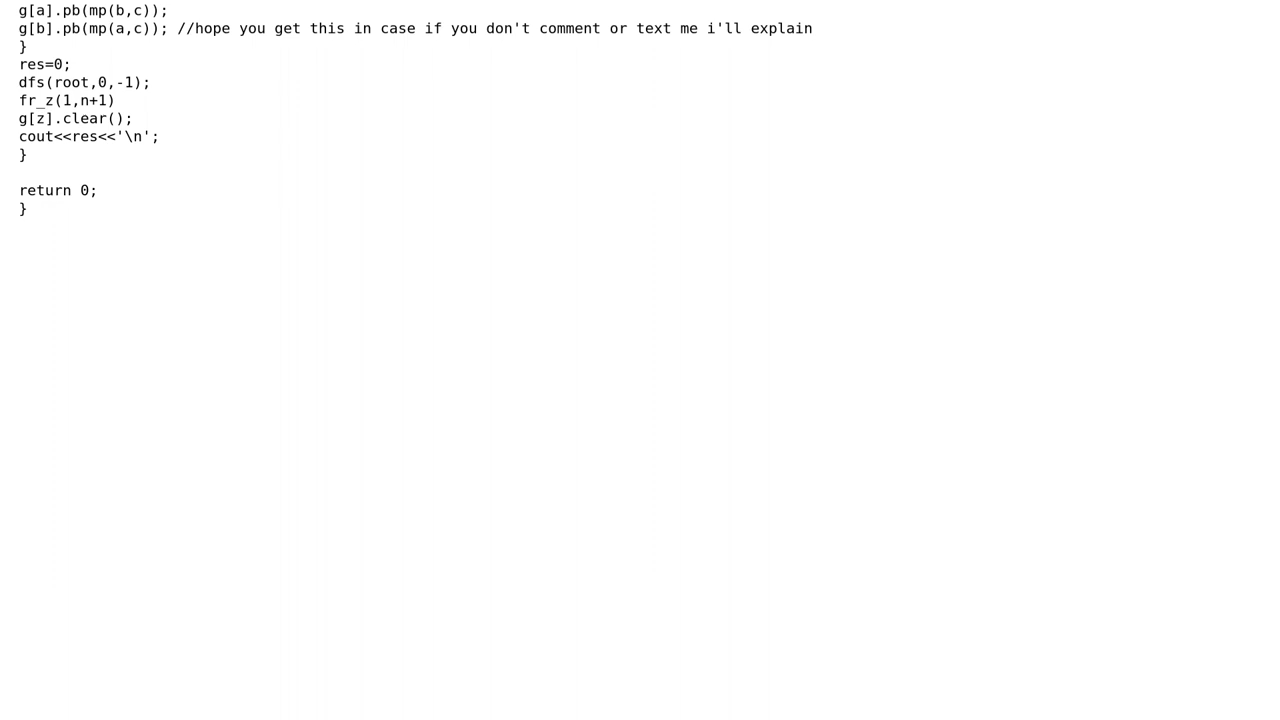 g[a].pb(mp(b,c));
g[b].pb(mp(a,c)); //hope you get this in case if you don't comment or text me i'll explain
}
res=0;
dfs(root,0,-1);
fr_z(1,n+1)
g[z].clear();
cout<<res<<'\n';
}

return 0;
}